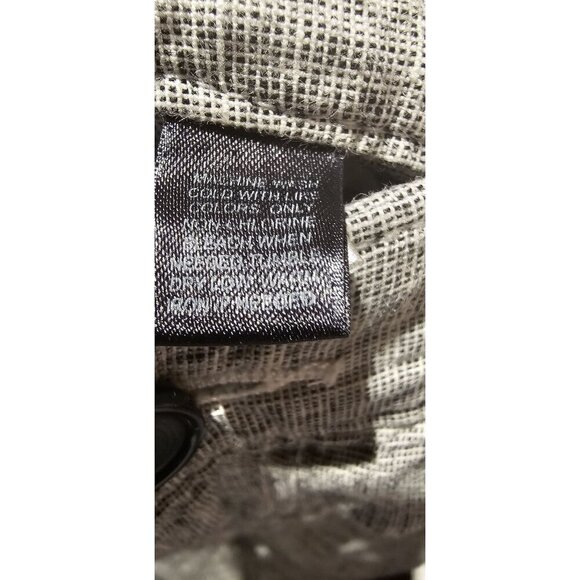 MACHINE WASH
COLD WITH LIKE
COLORS. ONLY
NON-CHLORINE
BLEACH WHEN
NEEDED. TUMBLE
DRY LOW. WARM
IRON IF NEEDED